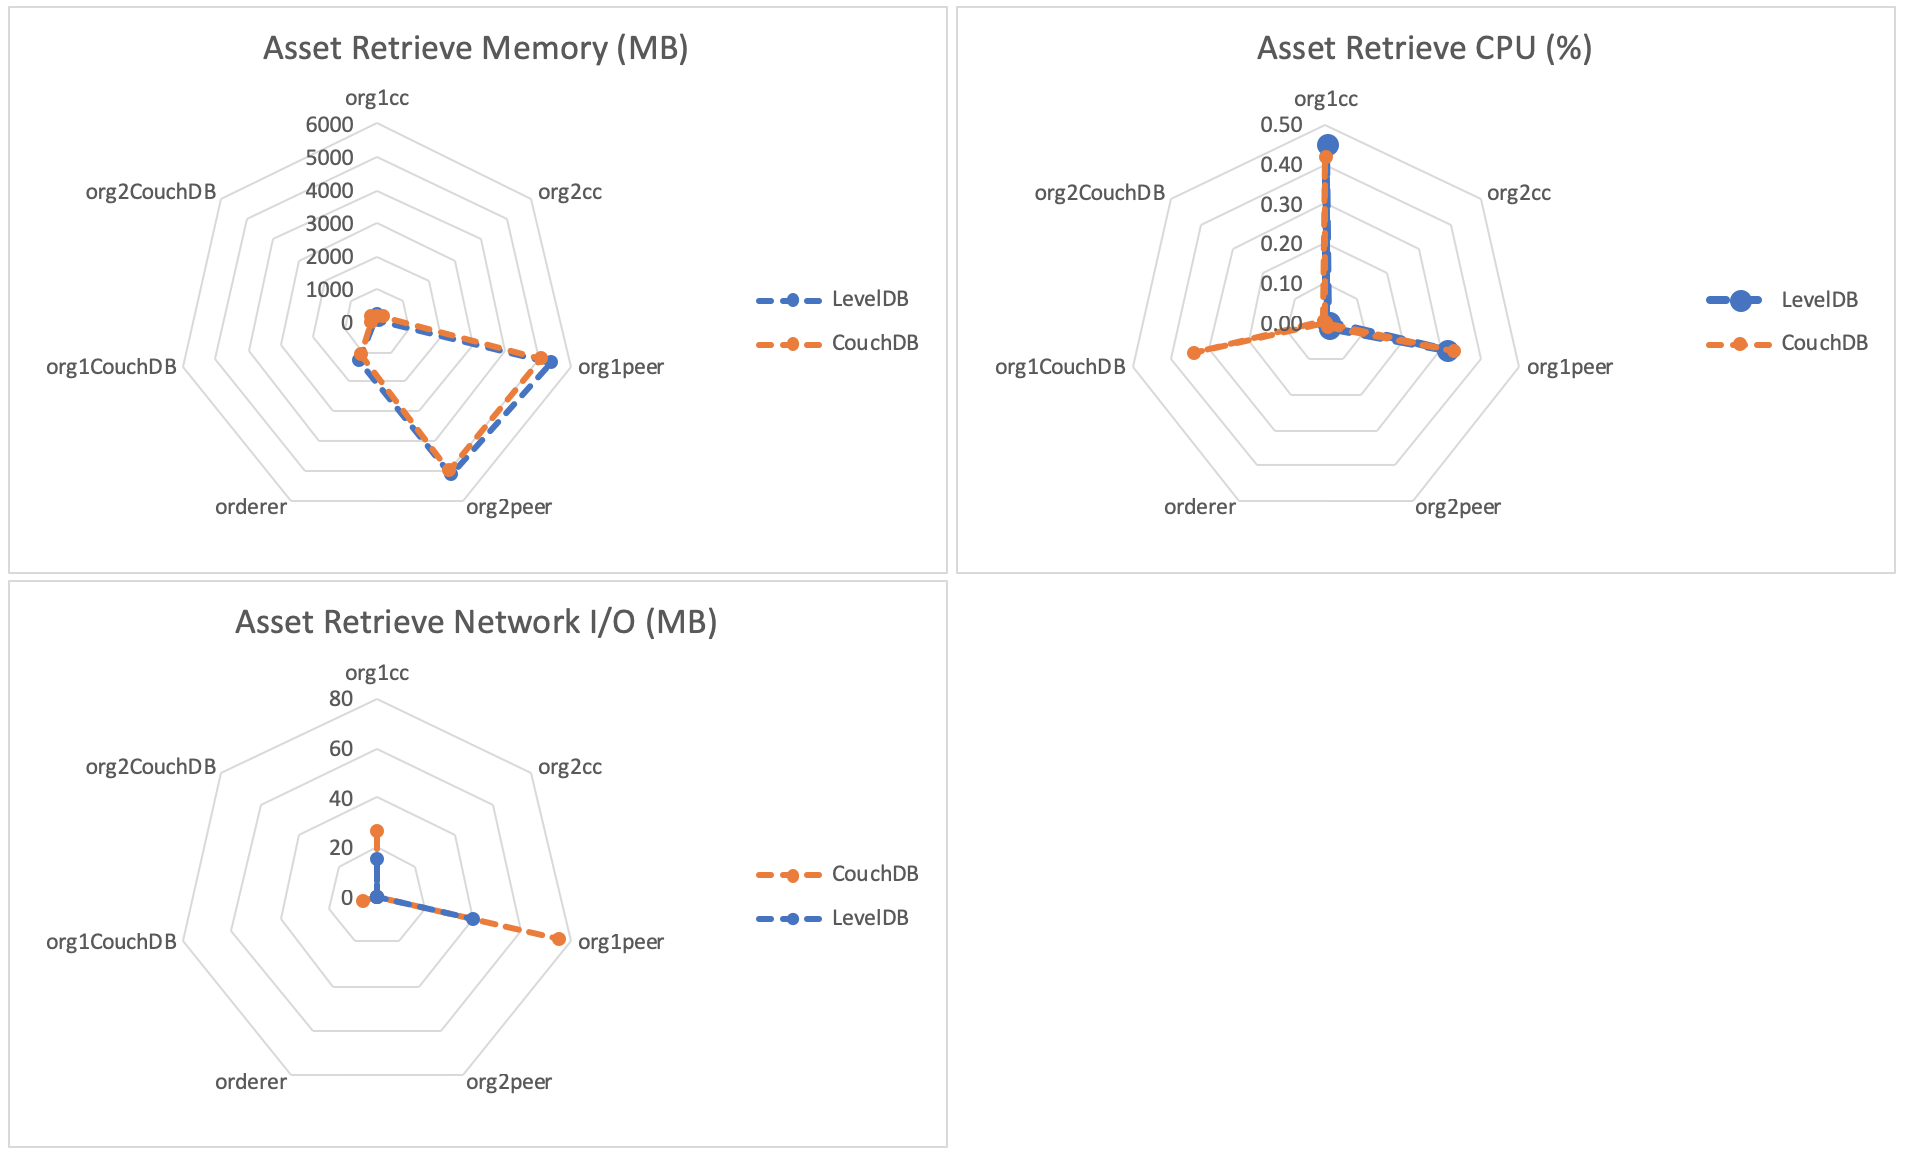 Asset Retrieve Memory (MB)
org1cc
6000
5000
4000
3000
2000
1000
0
org2cc
org1peer
org2peer
orderer
org1CouchDB
org2CouchDB
LevelDB
CouchDB
Asset Retrieve CPU (%)
org1cc
0.50
0.40
0.30
0.20
0.10
0.00
org2cc
org1peer
org2peer
orderer
org1CouchDB
org2CouchDB
LevelDB
CouchDB
Asset Retrieve Network I/O (MB)
org1cc
80
60
40
20
0
org2cc
org1peer
org2peer
orderer
org1CouchDB
org2CouchDB
CouchDB
LevelDB